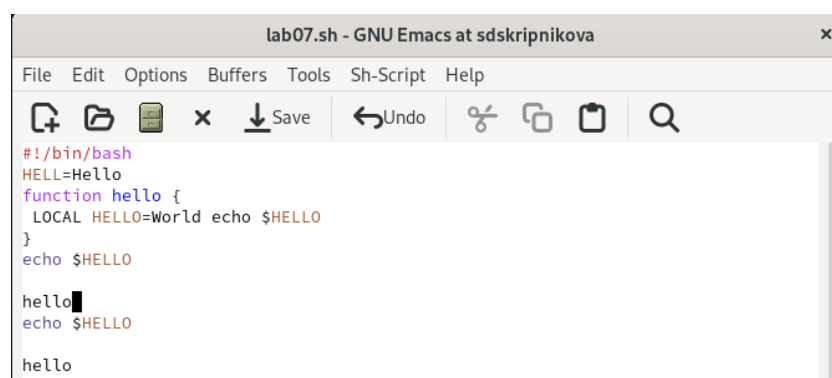 lab07.sh - GNU Emacs at sdskripnikova
File Edit Options Buffers Tools Sh-Script Help
Save Undo
#!/bin/bash
HELL=Hello
function hello {
 LOCAL HELLO=World echo $HELLO
}
echo $HELLO
hello
echo $HELLO
hello